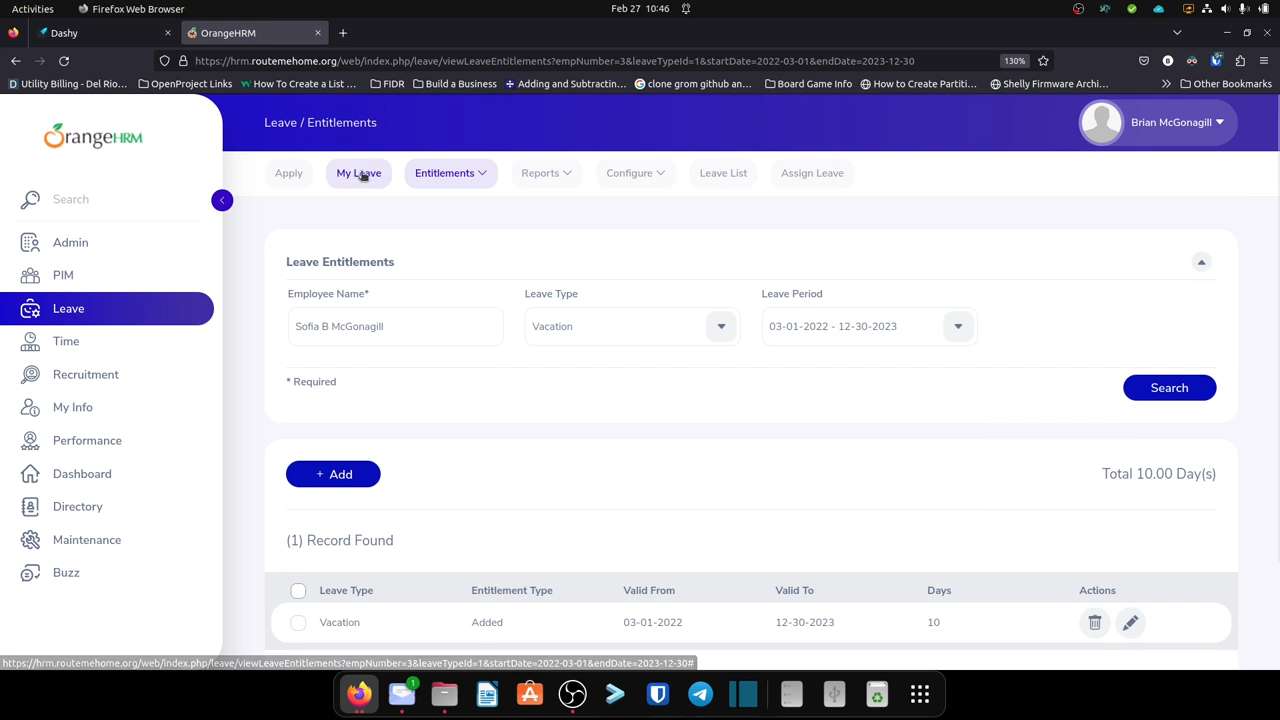 Activities
Firefox Web Browser
Feb 27 10:46
Dashy
OrangeHRM
https://hrm.routemehome.org/web/index.php/leave/viewLeaveEntitlements?empNumber=3&leaveTypeId=1&startDate=2022-03-01&endDate=2023-12-30
130%
Utility Billing - Del Rio...
OpenProject Links
How To Create a List ...
FIDR
Build a Business
Adding and Subtractin...
clone grom github an...
Board Game Info
How to Create Partiti...
Shelly Firmware Archi...
Other Bookmarks
OrangeHRM
Leave / Entitlements
Brian McGonagill
Apply
My Leave
Entitlements
Reports
Configure
Leave List
Assign Leave
Search
Admin
PIM
Leave
Time
Recruitment
My Info
Performance
Dashboard
Directory
Maintenance
Buzz
Leave Entitlements
Employee Name*
Leave Type
Leave Period
Sofia B McGonagill
Vacation
03-01-2022 - 12-30-2023
* Required
Search
+ Add
Total 10.00 Day(s)
(1) Record Found
Leave Type
Entitlement Type
Valid From
Valid To
Days
Actions
Vacation
Added
03-01-2022
12-30-2023
10
https://hrm.routemehome.org/web/index.php/leave/viewLeaveEntitlements?empNumber=3&leaveTypeId=1&startDate=2022-03-01&endDate=2023-12-30#
1